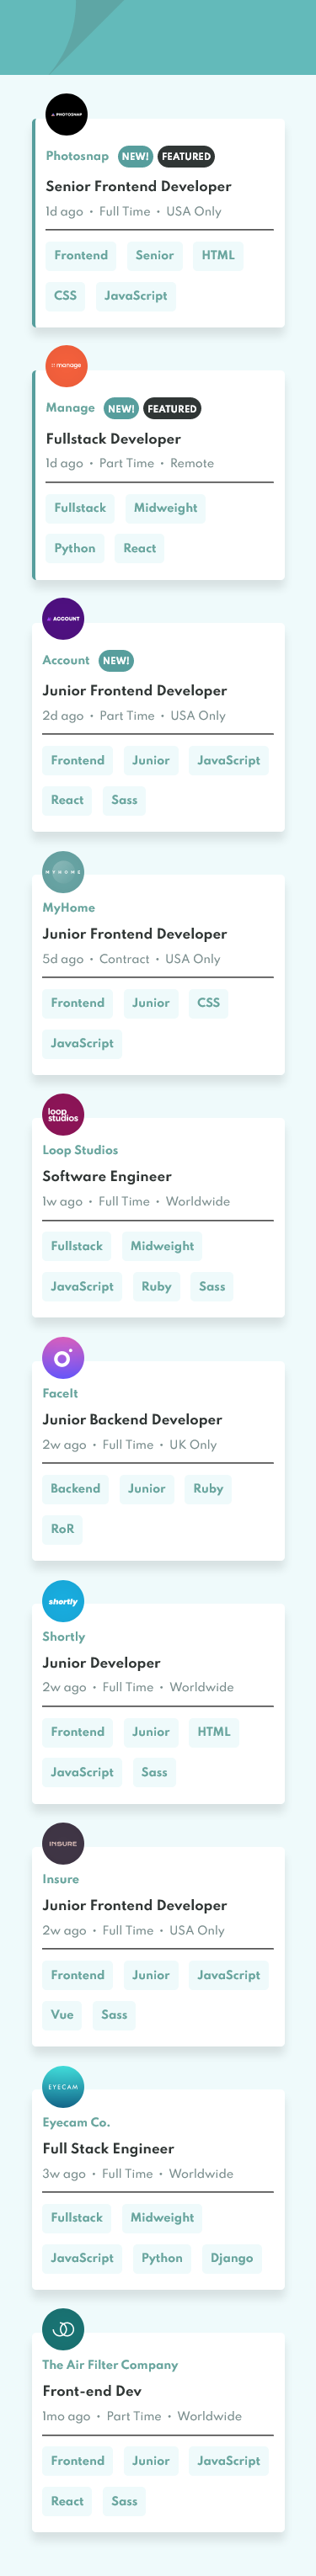 PHOTOSNAP
Photosnap NEW! FEATURED
Senior Frontend Developer
1d ago • Full Time • USA Only
Frontend Senior HTML
CSS JavaScript
manage
Manage NEW! FEATURED
Fullstack Developer
1d ago • Part Time • Remote
Fullstack Midweight
Python React
ACCOUNT
Account NEW!
Junior Frontend Developer
2d ago • Part Time • USA Only
Frontend Junior JavaScript
React Sass
MYHOME
MyHome
Junior Frontend Developer
5d ago • Contract • USA Only
Frontend Junior CSS
JavaScript
loop
studios
Loop Studios
Software Engineer
1w ago • Full Time • Worldwide
Fullstack Midweight
JavaScript Ruby Sass
FaceIt
Junior Backend Developer
2w ago • Full Time • UK Only
Backend Junior Ruby
RoR
shortly
Shortly
Junior Developer
2w ago • Full Time • Worldwide
Frontend Junior HTML
JavaScript Sass
INSURE
Insure
Junior Frontend Developer
2w ago • Full Time • USA Only
Frontend Junior JavaScript
Vue Sass
EYECAM
Eyecam Co.
Full Stack Engineer
3w ago • Full Time • Worldwide
Fullstack Midweight
JavaScript Python Django
The Air Filter Company
Front-end Dev
1mo ago • Part Time • Worldwide
Frontend Junior JavaScript
React Sass